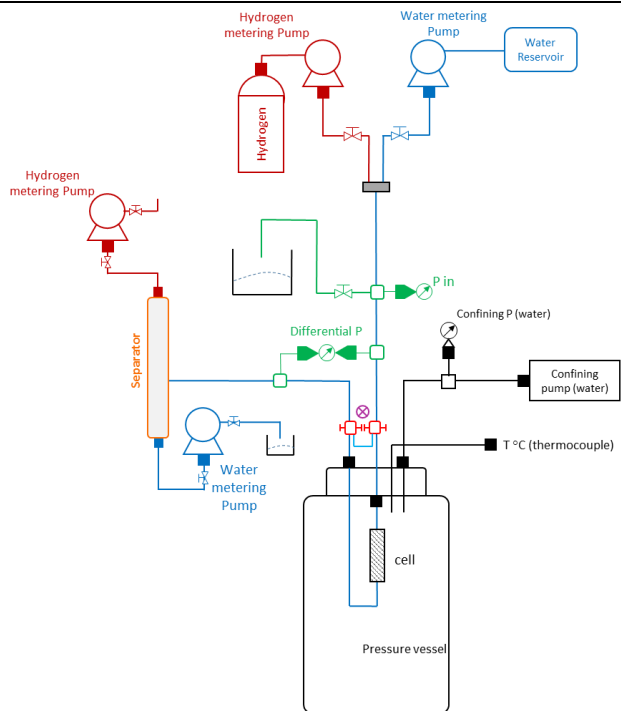 Hydrogen
metering Pump
Water metering
Pump
Water
Reservoir
Hydrogen
Hydrogen
metering Pump
P in
Differential P
Confining P (water)
Separator
Confining
pump (water)
T °C (thermocouple)
Water
metering
Pump
cell
Pressure vessel